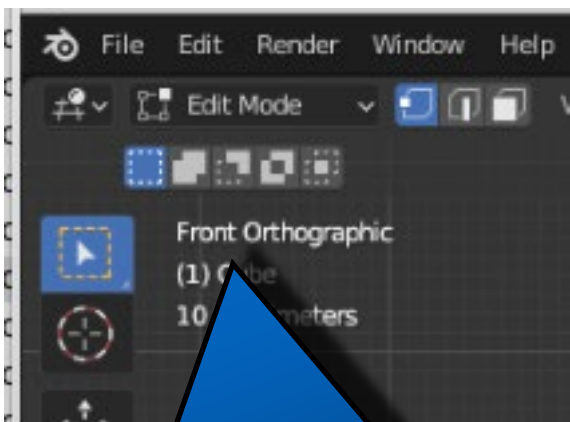 File Edit Render Window Help
Edit Mode
Front Orthographic
(1)
10